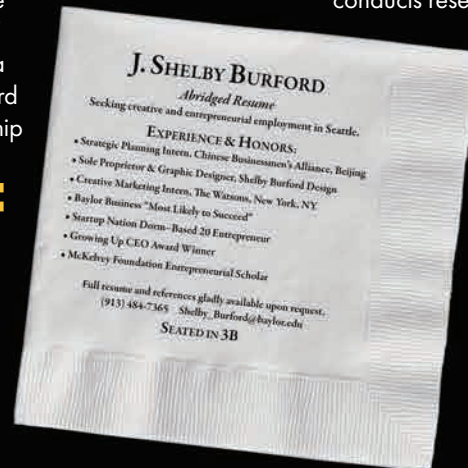 conducts rese
rd
hip
J. SHELBY BURFORD
Abridged Resume
Seeking creative and entrepreneurial employment in Seattle.
EXPERIENCE & HONORS:
• Strategic Planning Intern, Chinese Businessmen's Alliance, Beijing
• Sole Proprietor & Graphic Designer, Shelby Burford Design
• Creative Marketing Intern, The Watsons, New York, NY
• Baylor Business "Most Likely to Succeed"
• Startup Nation Dorm-Based 20 Entrepreneur
• Growing Up CEO Award Winner
• McKelvey Foundation Entrepreneurial Scholar
Full resume and references gladly available upon request.
(913) 484-7365 Shelby_Burford@baylor.edu
SEATED IN 3B